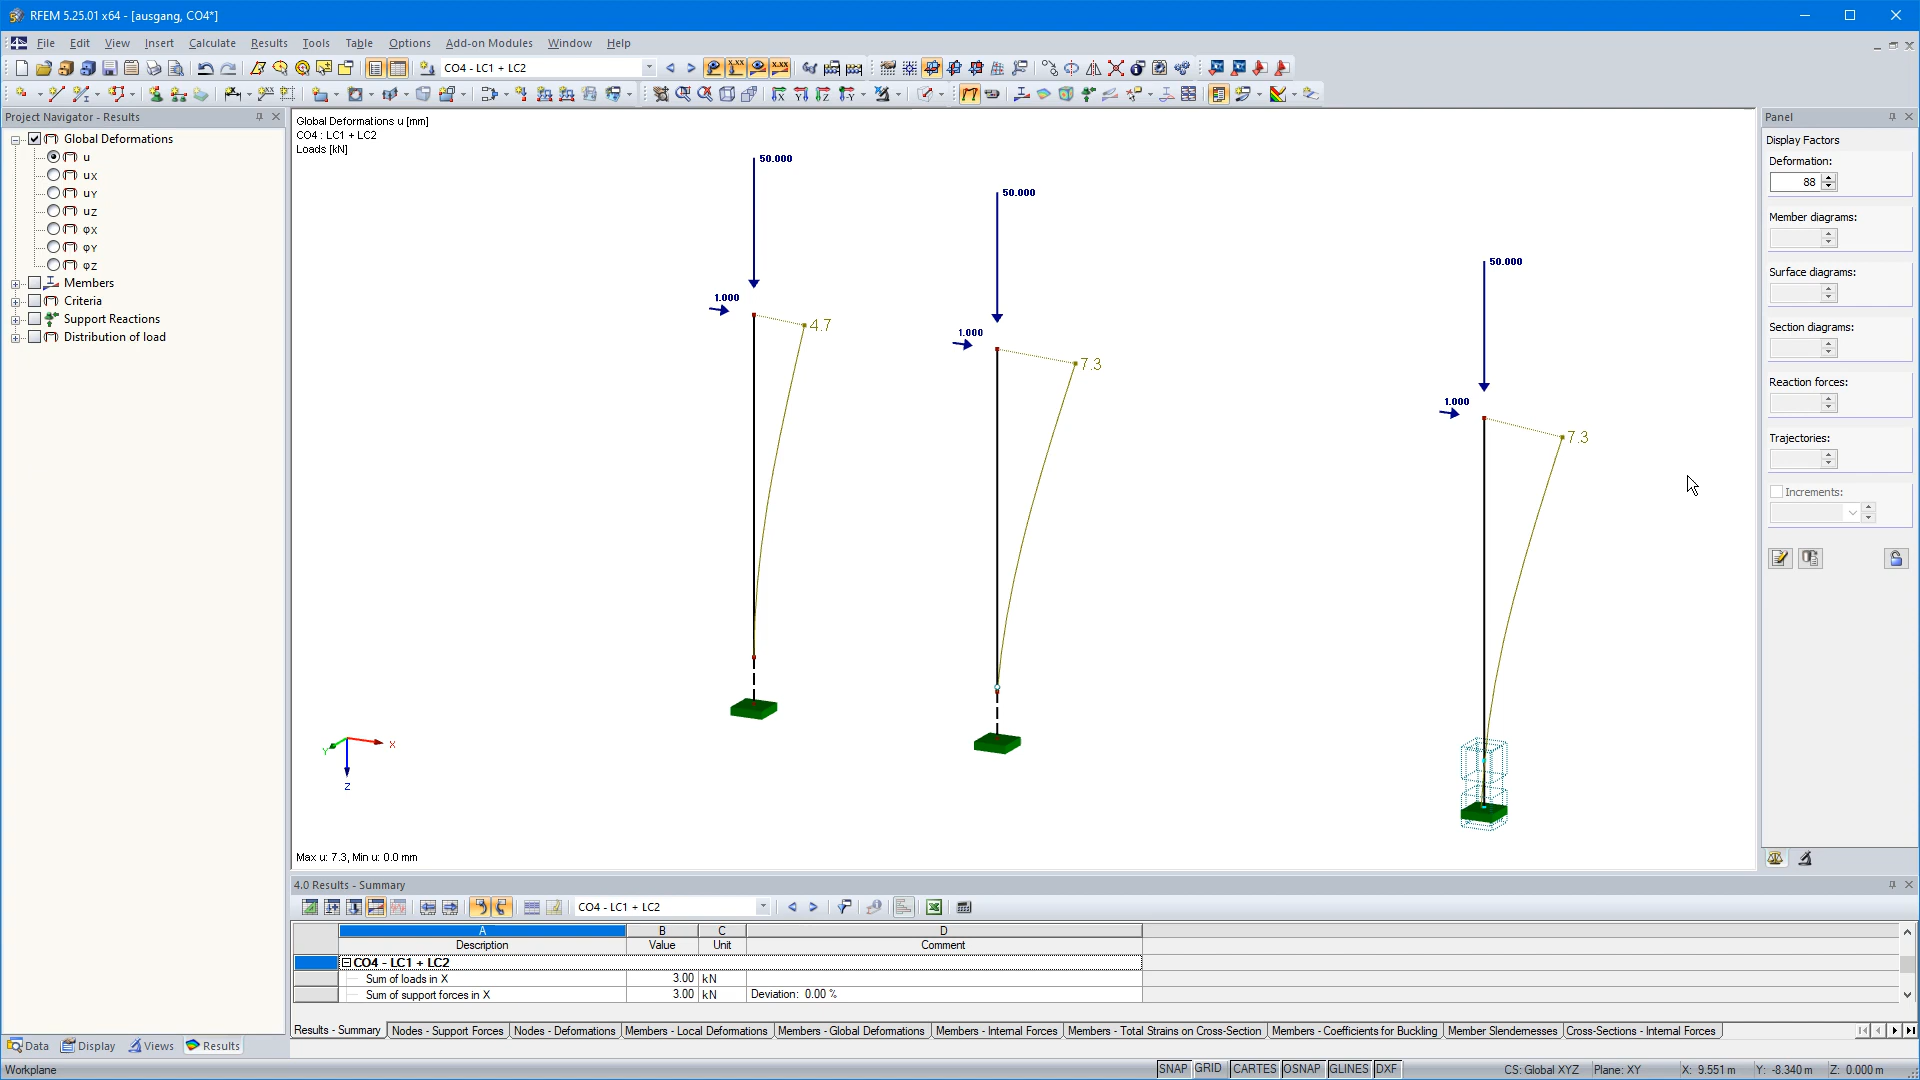 RFEM 5.25.01 x64 - [ausgang, CO4*]
File Edit View Insert Calculate Results Tools Table Options Add-on Modules Window Help
CO4 - LC1 + LC2
Project Navigator - Results
Global Deformations
u
uX
uY
uZ
φX
φY
φZ
Members
Criteria
Support Reactions
Distribution of load
Data Display Views Results
Global Deformations u [mm]
CO4 : LC1 + LC2
Loads [kN]
50.000
50.000
50.000
1.000
4.7
1.000
7.3
1.000
7.3
X
Y
Z
Max u: 7.3, Min u: 0.0 mm
Panel
Display Factors
Deformation:
88
Member diagrams:
Surface diagrams:
Section diagrams:
Reaction forces:
Trajectories:
Increments:
4.0 Results - Summary
CO4 - LC1 + LC2
A B C D
Description Value Unit Comment
CO4 - LC1 + LC2
Sum of loads in X 3.00 kN
Sum of support forces in X 3.00 kN Deviation: 0.00 %
Results - Summary Nodes - Support Forces Nodes - Deformations Members - Local Deformations Members - Global Deformations Members - Internal Forces Members - Total Strains on Cross-Section Members - Coefficients for Buckling Member Slendernesses Cross-Sections - Internal Forces
Workplane SNAP GRID CARTES OSNAP GLINES DXF CS: Global XYZ Plane: XY X: 9.551 m Y: -8.340 m Z: 0.000 m